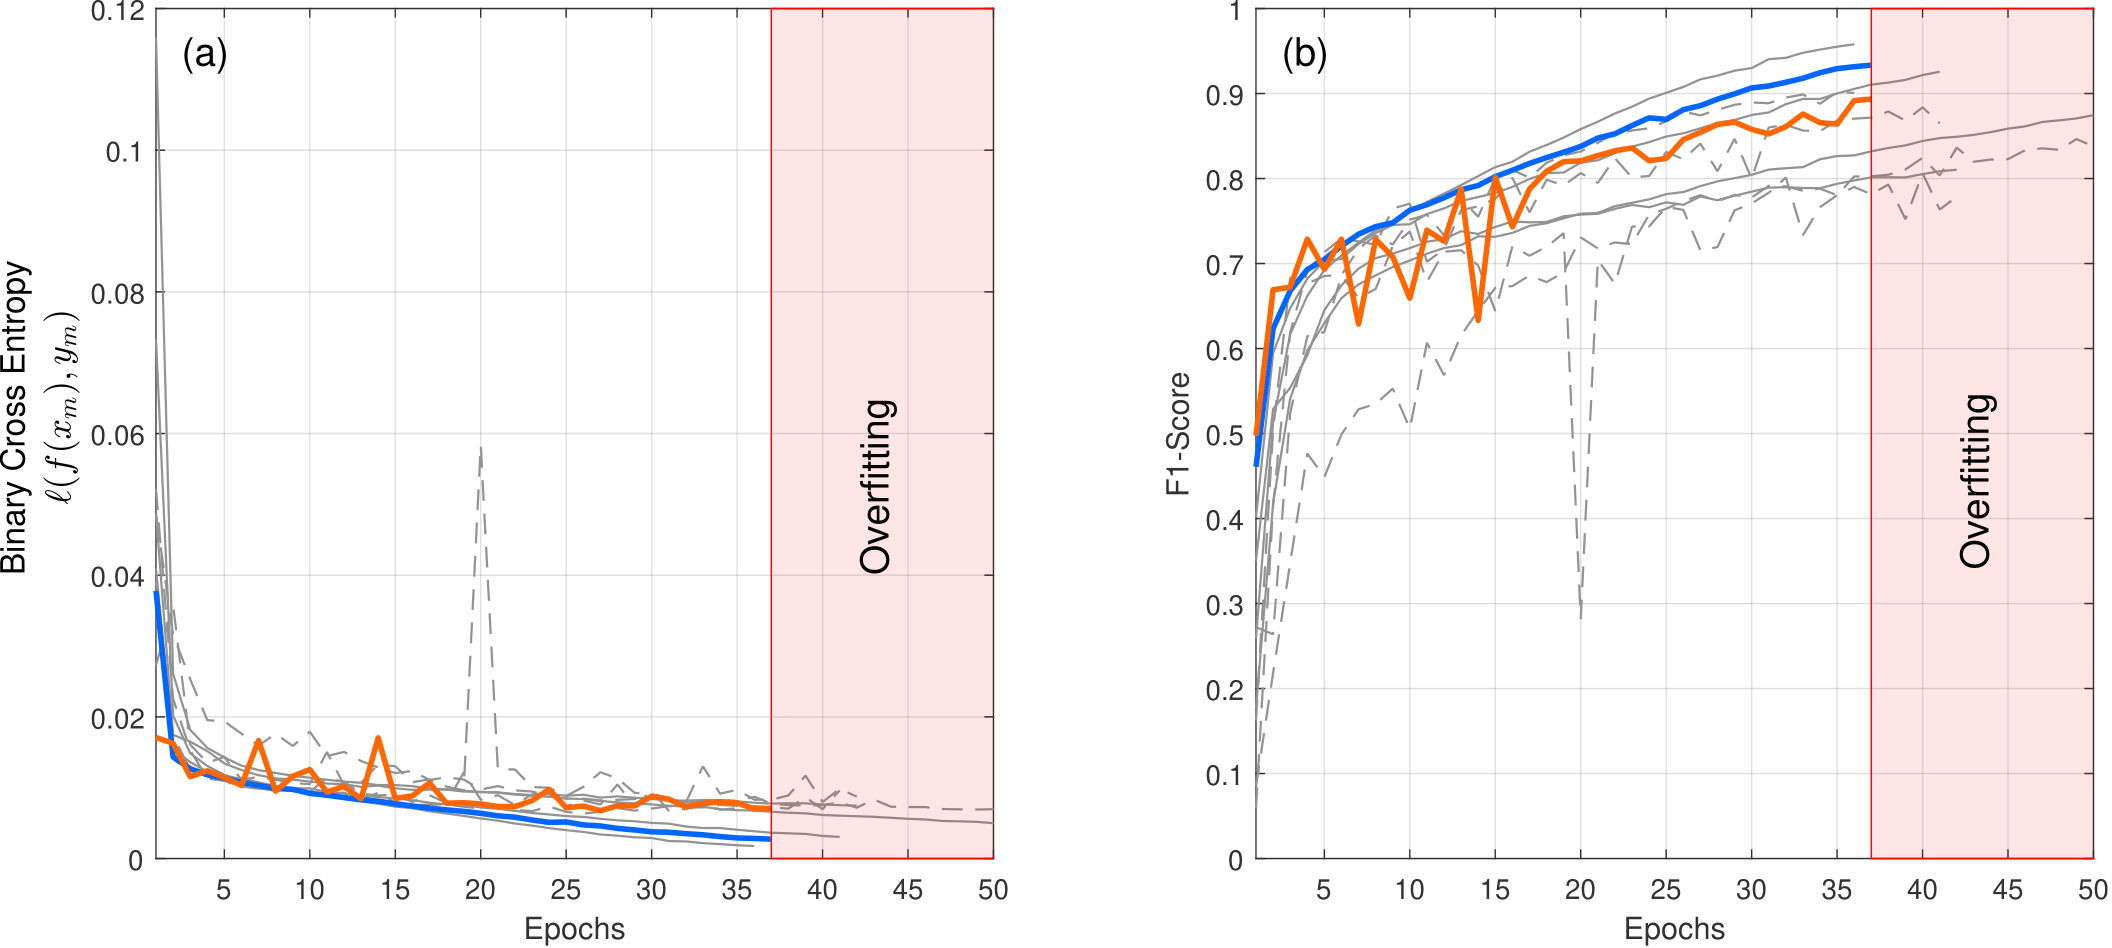 (a)
0.12
0.1
0.08
0.06
0.04
0.02
0
Binary Cross Entropy
ℓ(f(x_m), y_m)
Overfitting
5 10 15 20 25 30 35 40 45 50
Epochs
(b)
1
0.9
0.8
0.7
0.6
0.5
0.4
0.3
0.2
0.1
0
F1-Score
Overfitting
5 10 15 20 25 30 35 40 45 50
Epochs